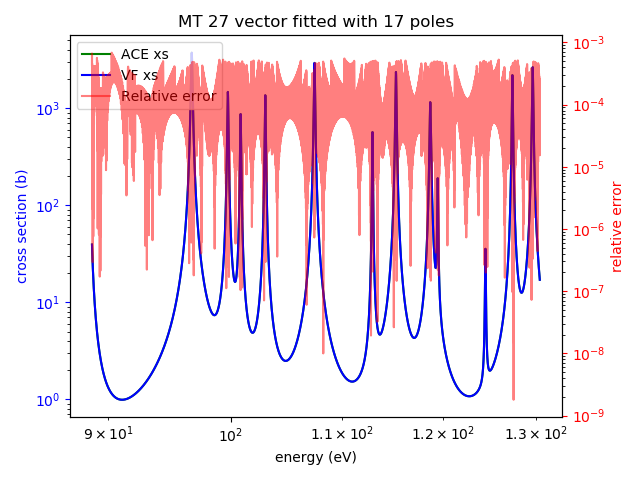 MT 27 vector fitted with 17 poles
ACE xs
VF xs
Relative error
cross section (b)
10³
10²
10¹
10⁰
10⁻³
10⁻⁴
10⁻⁵
10⁻⁶
10⁻⁷
10⁻⁸
10⁻⁹
relative error
9 × 10¹
10²
1.1 × 10²
1.2 × 10²
1.3 × 10²
energy (eV)